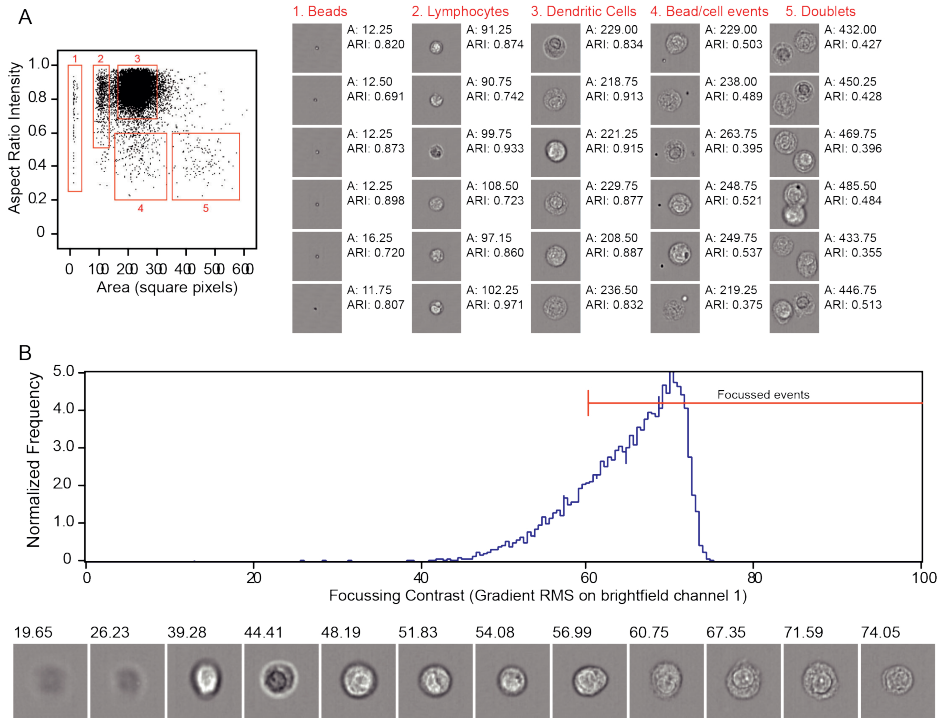 A
1. Beads
2. Lymphocytes
3. Dendritic Cells
4. Bead/cell events
5. Doublets
Aspect Ratio Intensity
1.0
0.8
0.6
0.4
0.2
0
1
2
3
4
5
0 100 200 300 400 500 600
Area (square pixels)
A: 12.25
ARI: 0.820
A: 12.50
ARI: 0.691
A: 12.25
ARI: 0.873
A: 12.25
ARI: 0.898
A: 16.25
ARI: 0.720
A: 11.75
ARI: 0.807
A: 91.25
ARI: 0.874
A: 90.75
ARI: 0.742
A: 99.75
ARI: 0.933
A: 108.50
ARI: 0.723
A: 97.15
ARI: 0.860
A: 102.25
ARI: 0.971
A: 229.00
ARI: 0.834
A: 218.75
ARI: 0.913
A: 221.25
ARI: 0.915
A: 229.75
ARI: 0.877
A: 208.50
ARI: 0.887
A: 236.50
ARI: 0.832
A: 229.00
ARI: 0.503
A: 238.00
ARI: 0.489
A: 263.75
ARI: 0.395
A: 248.75
ARI: 0.521
A: 249.75
ARI: 0.537
A: 219.25
ARI: 0.375
A: 432.00
ARI: 0.427
A: 450.25
ARI: 0.428
A: 469.75
ARI: 0.396
A: 485.50
ARI: 0.484
A: 433.75
ARI: 0.355
A: 446.75
ARI: 0.513
B
Normalized Frequency
5.0
4.0
3.0
2.0
1.0
0
Focussed events
0 20 40 60 80 100
Focussing Contrast (Gradient RMS on brightfield channel 1)
19.65 26.23 39.28 44.41 48.19 51.83 54.08 56.99 60.75 67.35 71.59 74.05